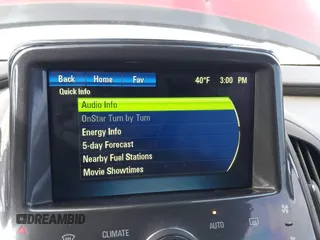 Back Home Fav 40°F 3:00 PM
Quick Info
Audio Info
OnStar Turn by Turn
Energy Info
5-day Forecast
Nearby Fuel Stations
Movie Showtimes
DREAMBID
CLIMATE
AUTO